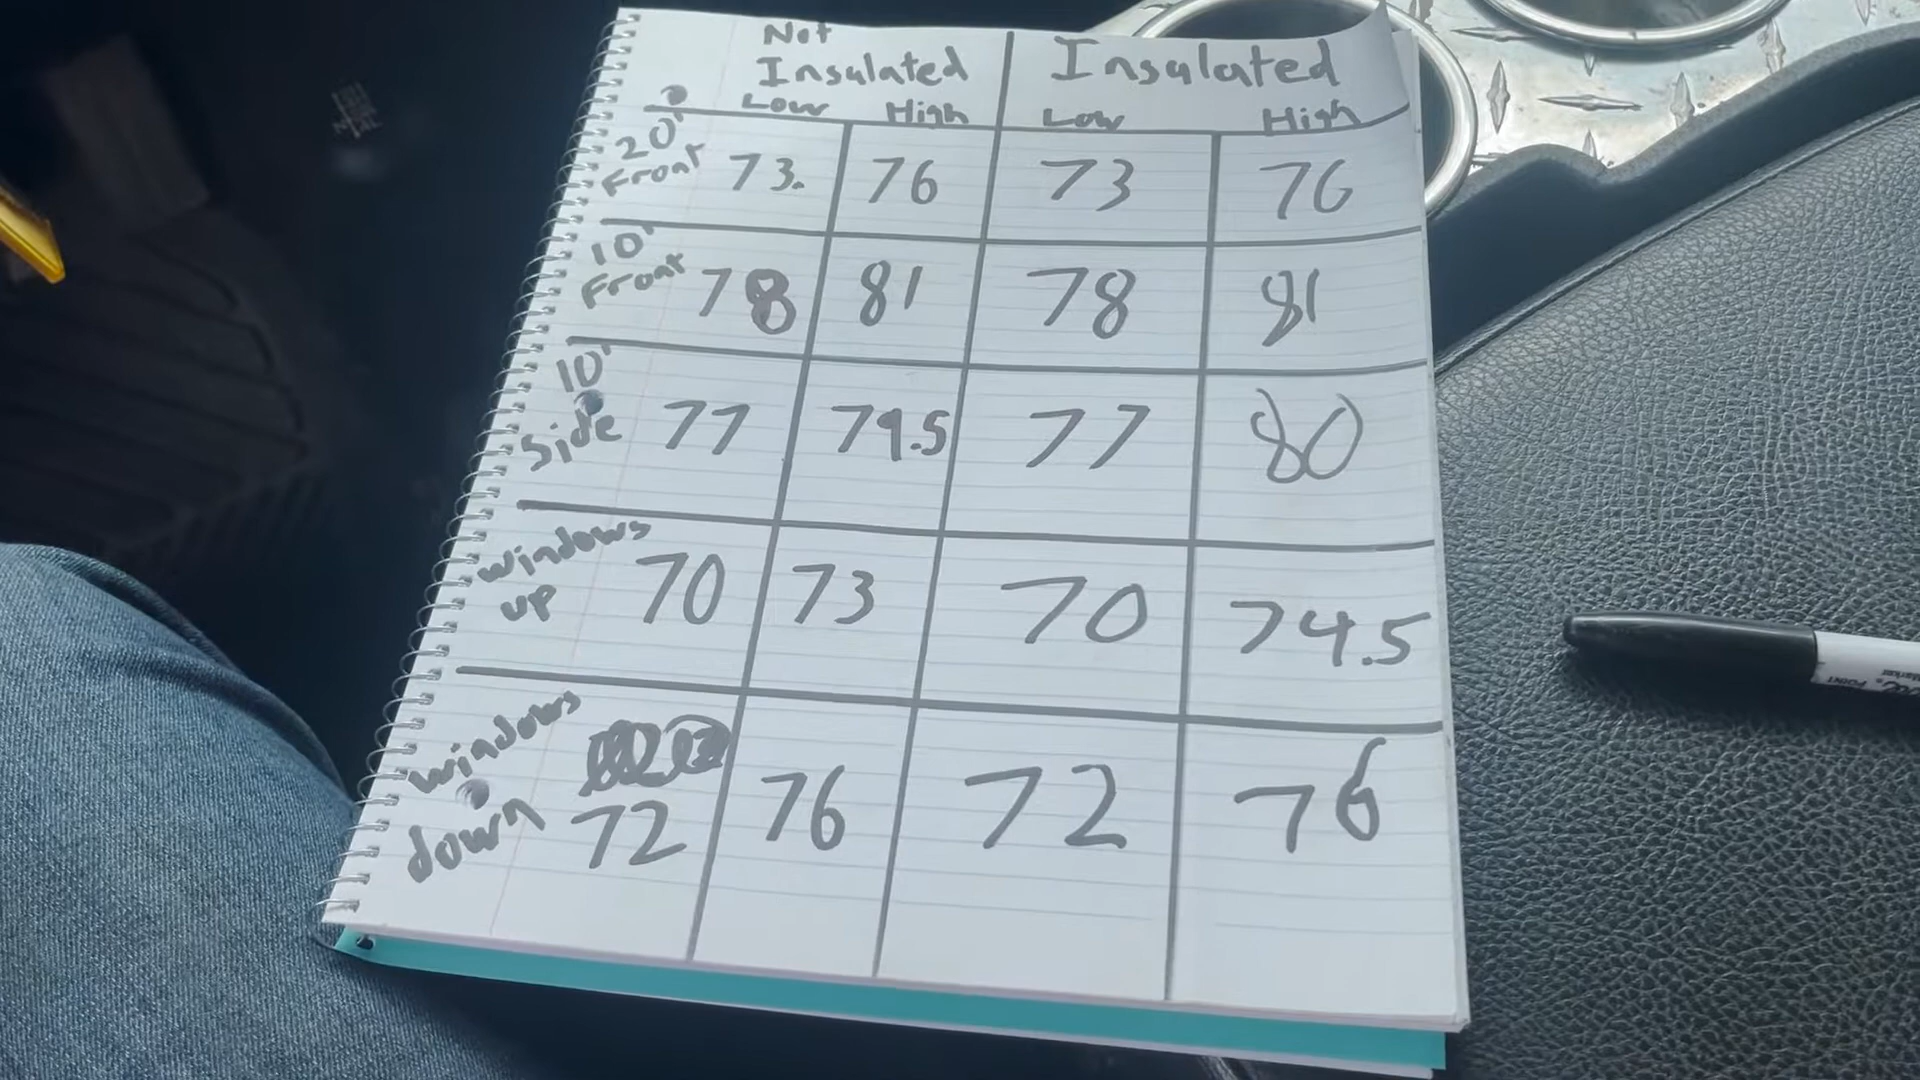 Not
Insulated Insulated
Low High Low High
20' Front 73. 76 73 76
10' Front 78 81 78 81
10' Side 77 79.5 77 80
windows up 70 73 70 74.5
windows down 72 76 72 76